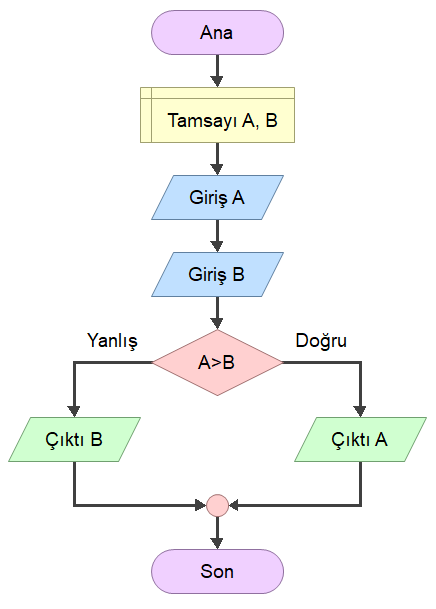 Ana
Tamsayı A, B
Giriş A
Giriş B
Yanlış
Doğru
A>B
Çıktı B
Çıktı A
Son